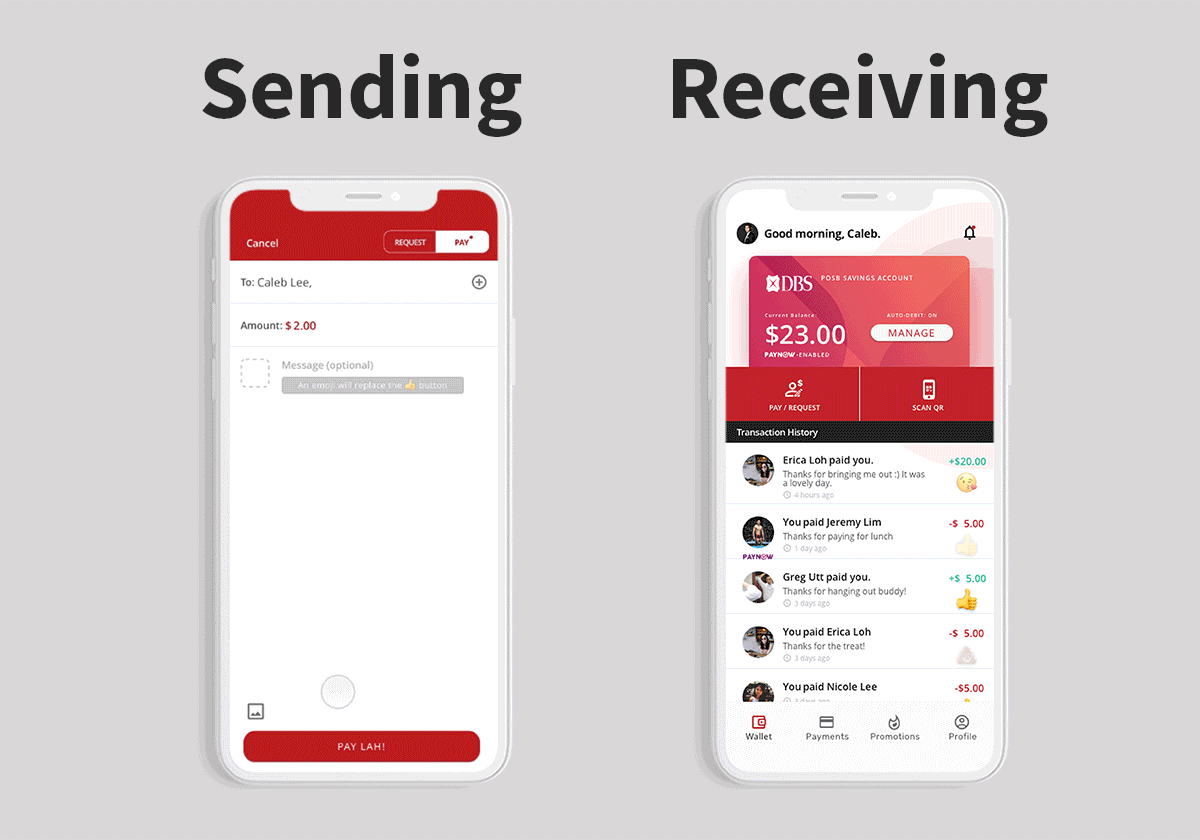 Sending
Receiving
Cancel
REQUEST
PAY
To: Caleb Lee,
Amount: $2.00
Message (optional)
An emoji will replace the 👍 button
PAY LAH!
Good morning, Caleb.
DBS
POSB SAVINGS ACCOUNT
Current Balance:
AUTO-DEBIT: ON
$23.00
MANAGE
PAYNOW-ENABLED
PAY / REQUEST
SCAN QR
Transaction History
Erica Loh paid you.
+$20.00
Thanks for bringing me out :) It was
a lovely day.
4 hours ago
You paid Jeremy Lim
-$ 5.00
Thanks for paying for lunch
1 day ago
PAYNOW
Greg Utt paid you.
+$ 5.00
Thanks for hanging out buddy!
3 days ago
You paid Erica Loh
-$ 5.00
Thanks for the treat!
3 days ago
You paid Nicole Lee
-$5.00
3 days ago
Wallet
Payments
Promotions
Profile